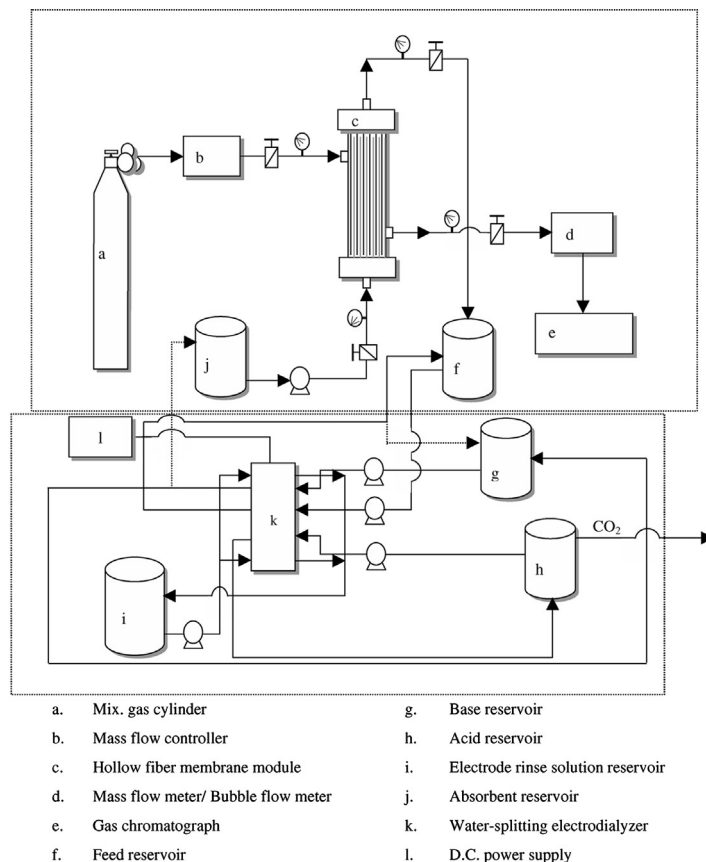 c
b
a
d
e
j
f
l
g
k
CO2
h
i
a. Mix. gas cylinder
b. Mass flow controller
c. Hollow fiber membrane module
d. Mass flow meter/ Bubble flow meter
e. Gas chromatograph
f. Feed reservoir
g. Base reservoir
h. Acid reservoir
i. Electrode rinse solution reservoir
j. Absorbent reservoir
k. Water-splitting electrodialyzer
l. D.C. power supply